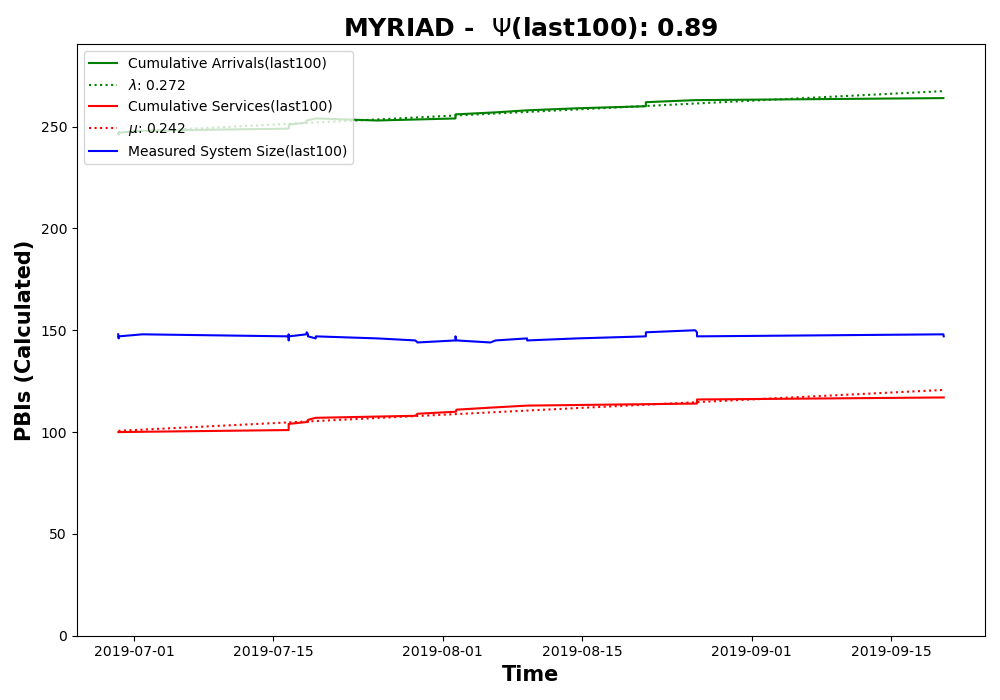 MYRIAD - Ψ(last100): 0.89
Cumulative Arrivals(last100)
λ: 0.272
Cumulative Services(last100)
μ: 0.242
Measured System Size(last100)
PBIs (Calculated)
250
200
150
100
50
0
2019-07-01 2019-07-15 2019-08-01 2019-08-15 2019-09-01 2019-09-15
Time